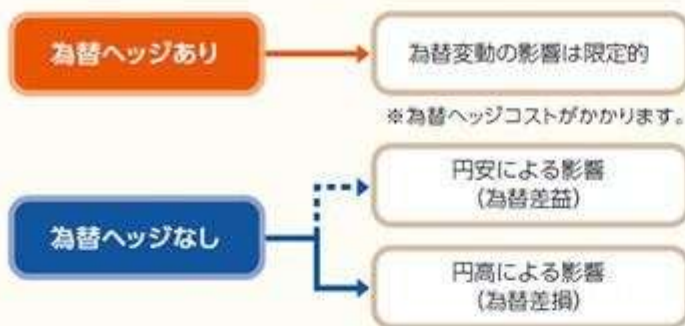 為替ヘッジあり
為替変動の影響は限定的
※為替ヘッジコストがかかります。
為替ヘッジなし
円安による影響
(為替差益)
円高による影響
(為替差損)